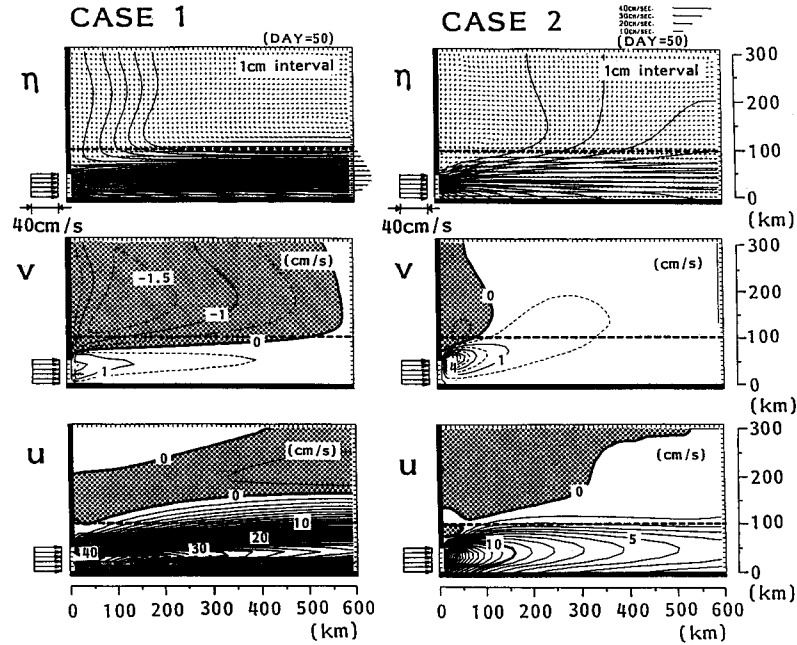 CASE 1
CASE 2
40CM/SEC.
30CM/SEC.
20CM/SEC.
10CM/SEC.
(DAY=50)
(DAY=50)
η
1cm interval
η
1cm interval
300
200
100
0
(km)
40cm/s
40cm/s
v
(cm/s)
-1.5
-1
0
1
v
(cm/s)
0
1
4
300
200
100
0
u
(cm/s)
0
0
10
20
30
40
u
(cm/s)
0
10
5
300
200
100
0
0 100 200 300 400 500 600
(km)
0 100 200 300 400 500 600
(km)